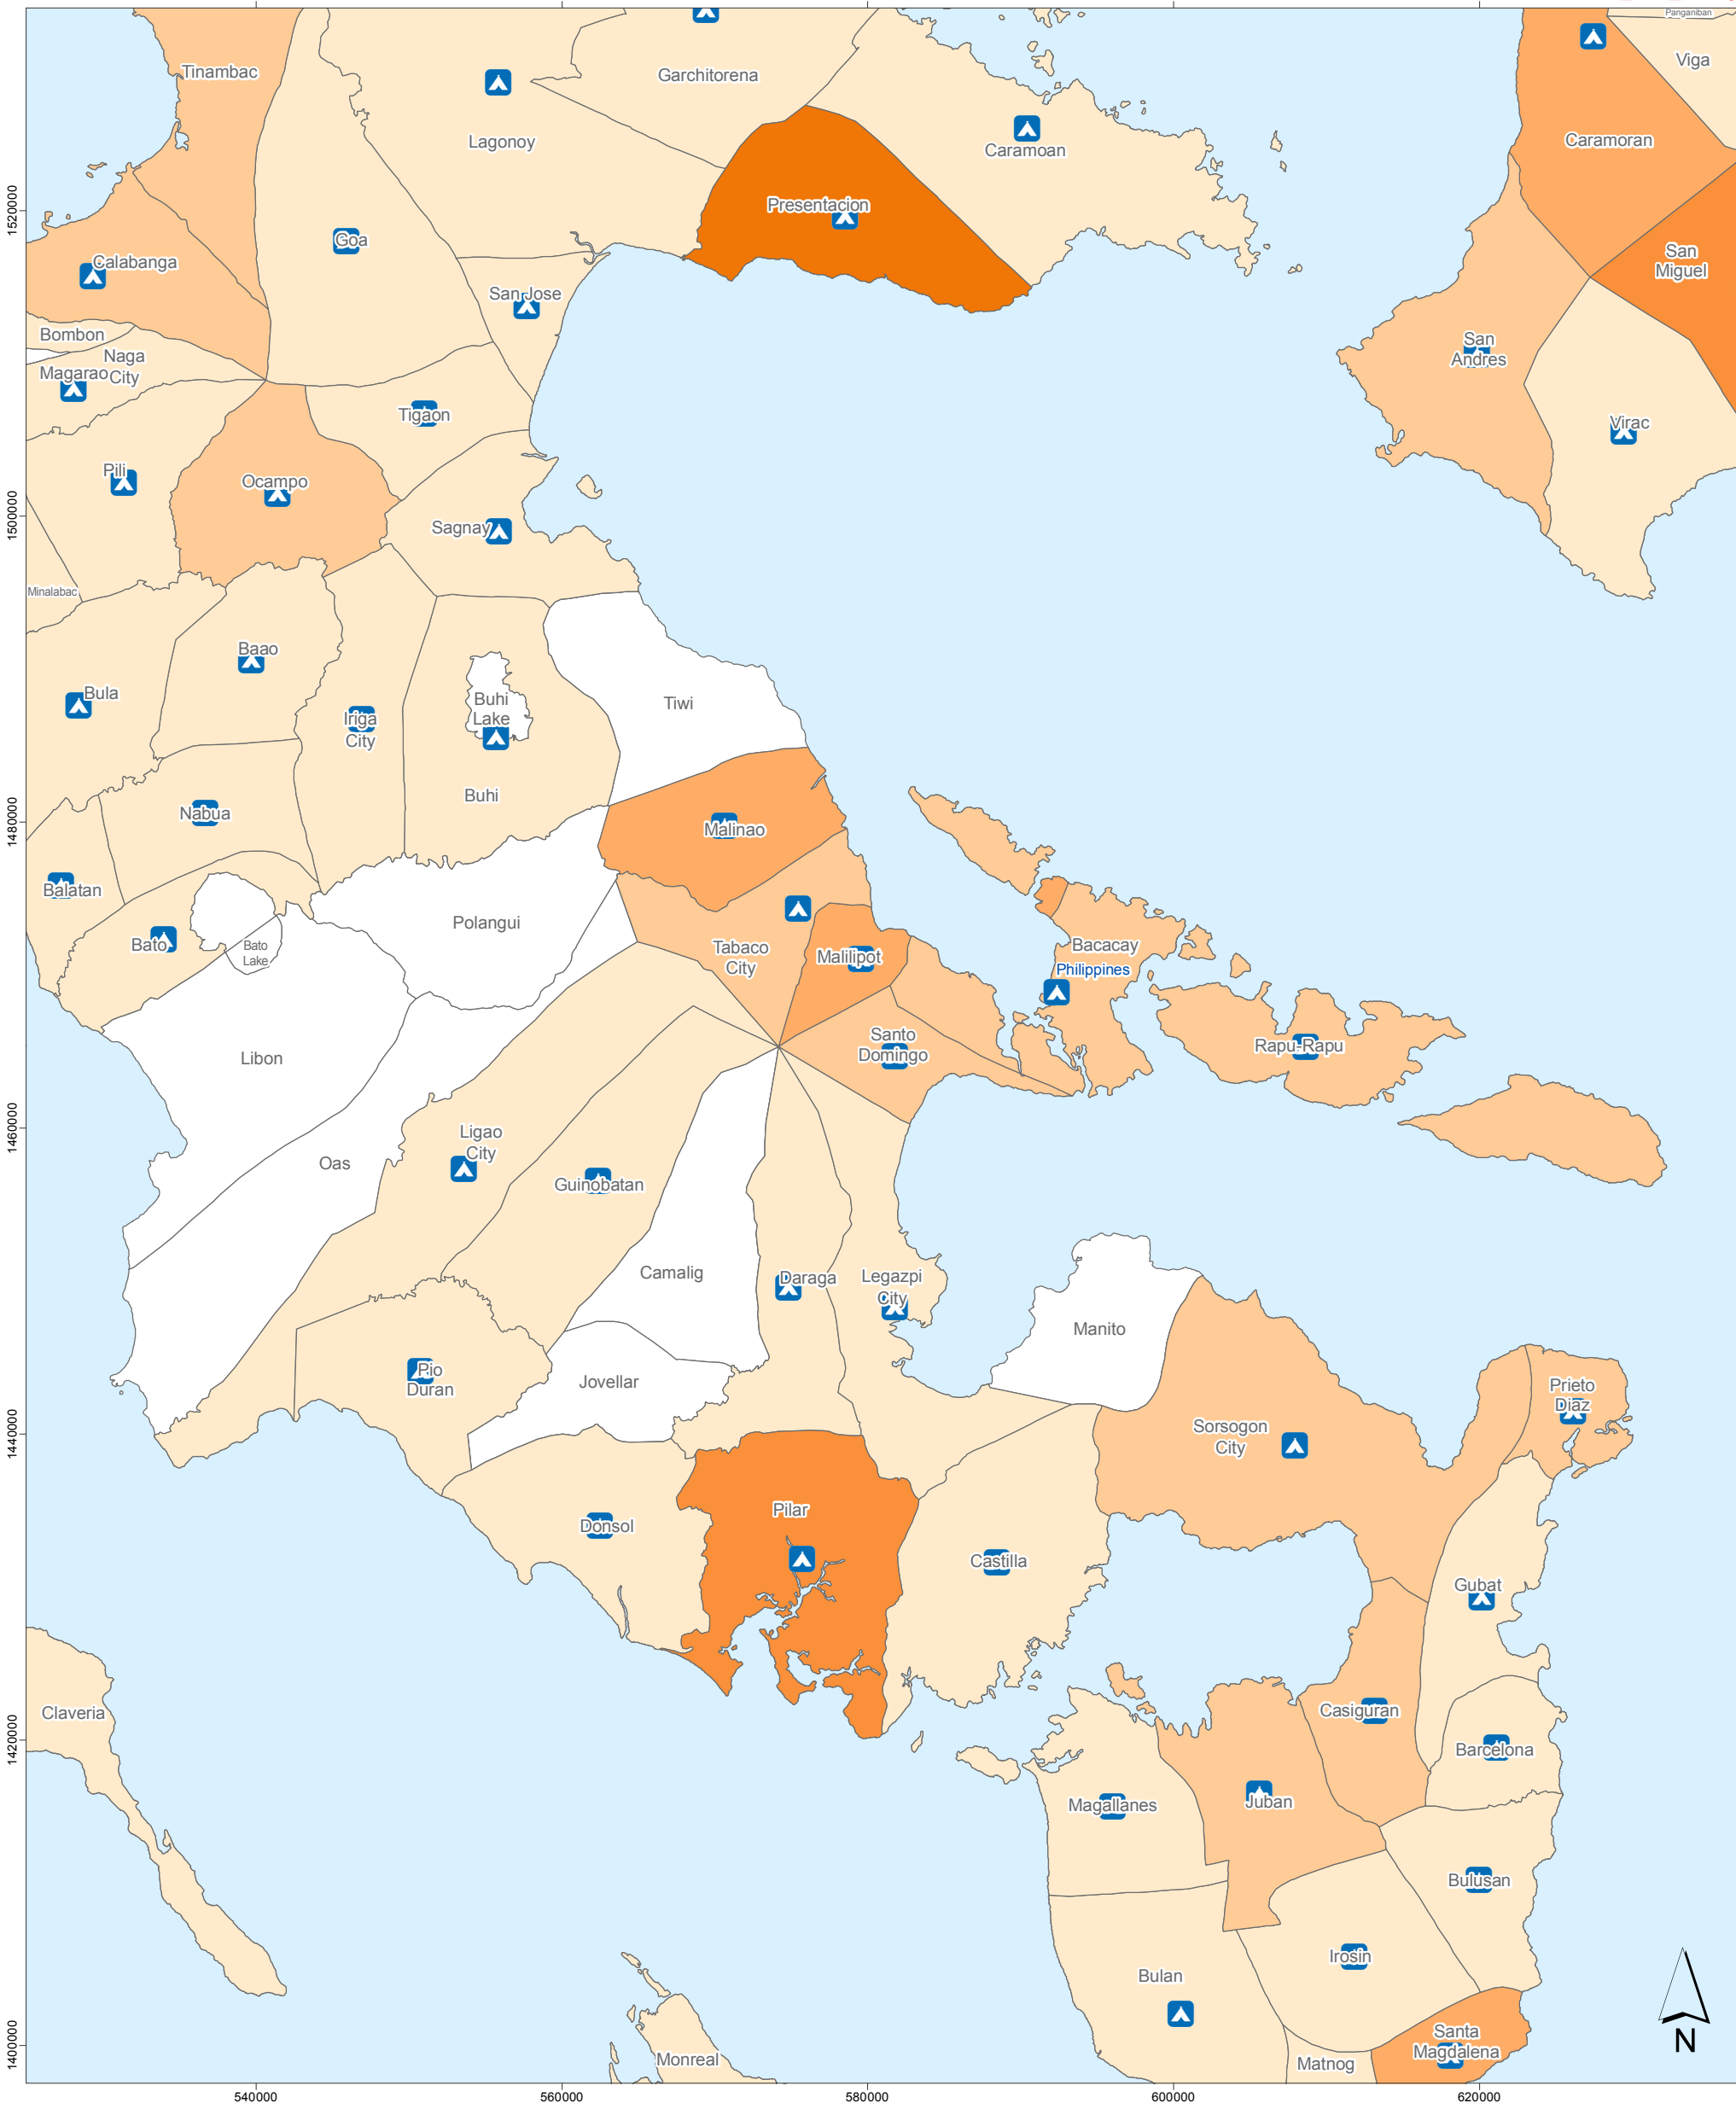 Panganiban
Viga
Tinambac
Garchitorena
Lagonoy
Caramoan
Caramoran
Presentacion
Goa
Calabanga
San
Miguel
San Jose
Bombon
Naga
City
Magarao
San
Andres
Tigaon
Virac
Pili
Ocampo
Sagnay
Minalabac
Baao
Bula
Buhi
Lake
Tiwi
Iriga
City
Buhi
Nabua
Malinao
Balatan
Polangui
Bato
Bato
Lake
Tabaco
City
Malilipot
Bacacay
Philippines
Santo
Domingo
Rapu-Rapu
Libon
Ligao
City
Oas
Guinobatan
Camalig
Daraga
Legazpi
City
Manito
Pio
Duran
Jovellar
Prieto
Diaz
Sorsogon
City
Pilar
Donsol
Castilla
Gubat
Claveria
Casiguran
Barcelona
Magallanes
Juban
Bulusan
Irosin
Bulan
Santa
Magdalena
Matnog
Monreal
N
1520000
1500000
1480000
1460000
1440000
1420000
1400000
540000
560000
580000
600000
620000